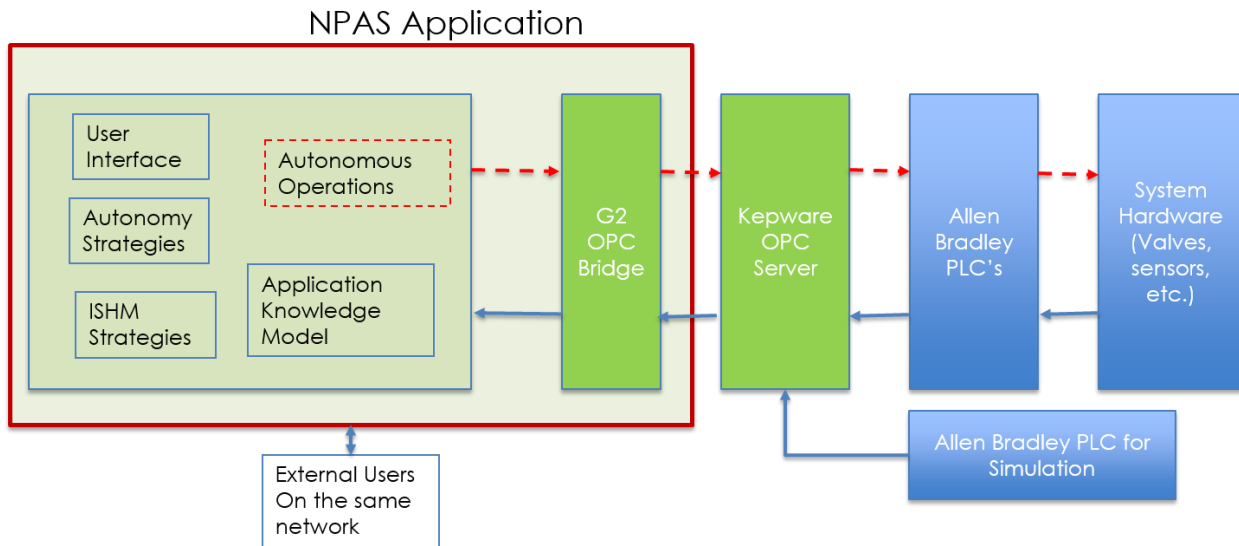 NPAS Application
User
Interface
Autonomy
Strategies
ISHM
Strategies
Autonomous
Operations
Application
Knowledge
Model
G2
OPC
Bridge
Kepware
OPC
Server
Allen
Bradley
PLC's
System
Hardware
(Valves,
sensors,
etc.)
Allen Bradley PLC for
Simulation
External Users
On the same
network